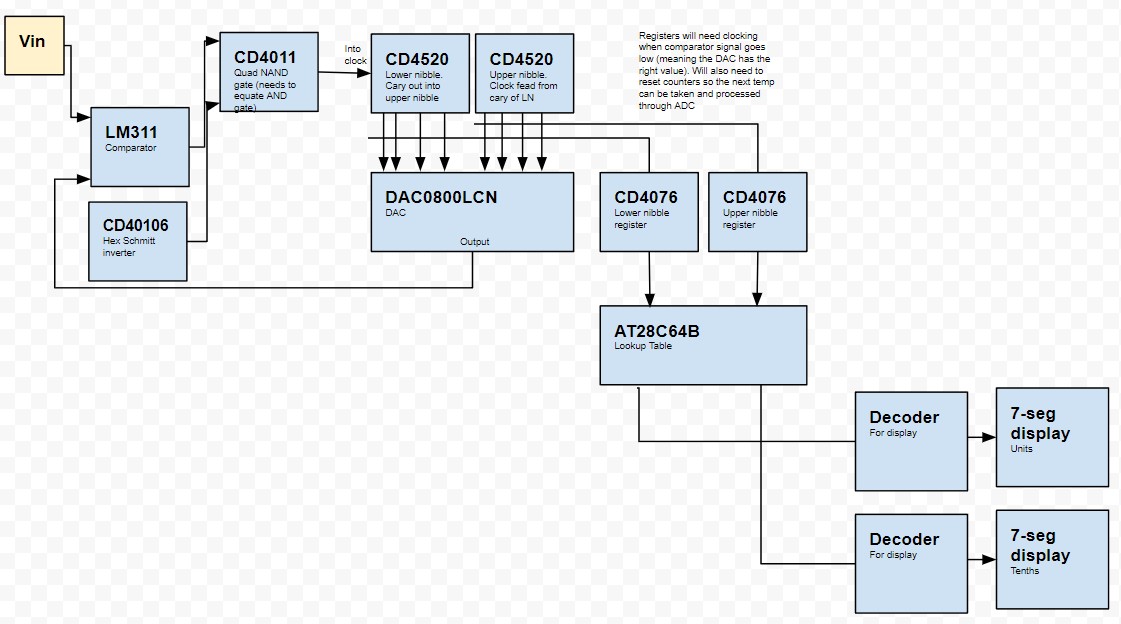 Vin
LM311
Comparator
CD40106
Hex Schmitt
inverter
CD4011
Quad NAND
gate (needs to
equate AND
gate)
Into
clock
CD4520
Lower nibble.
Carry out into
upper nibble
CD4520
Upper nibble.
Clock fead from
cary of LN
Registers will need clocking
when comparator signal goes
low (meaning the DAC has the
right value). Will also need to
reset counters so the next temp
can be taken and processed
through ADC
DAC0800LCN
DAC
Output
CD4076
Lower nibble
register
CD4076
Upper nibble
register
AT28C64B
Lookup Table
Decoder
For display
7-seg
display
Units
Decoder
For display
7-seg
display
Tenths